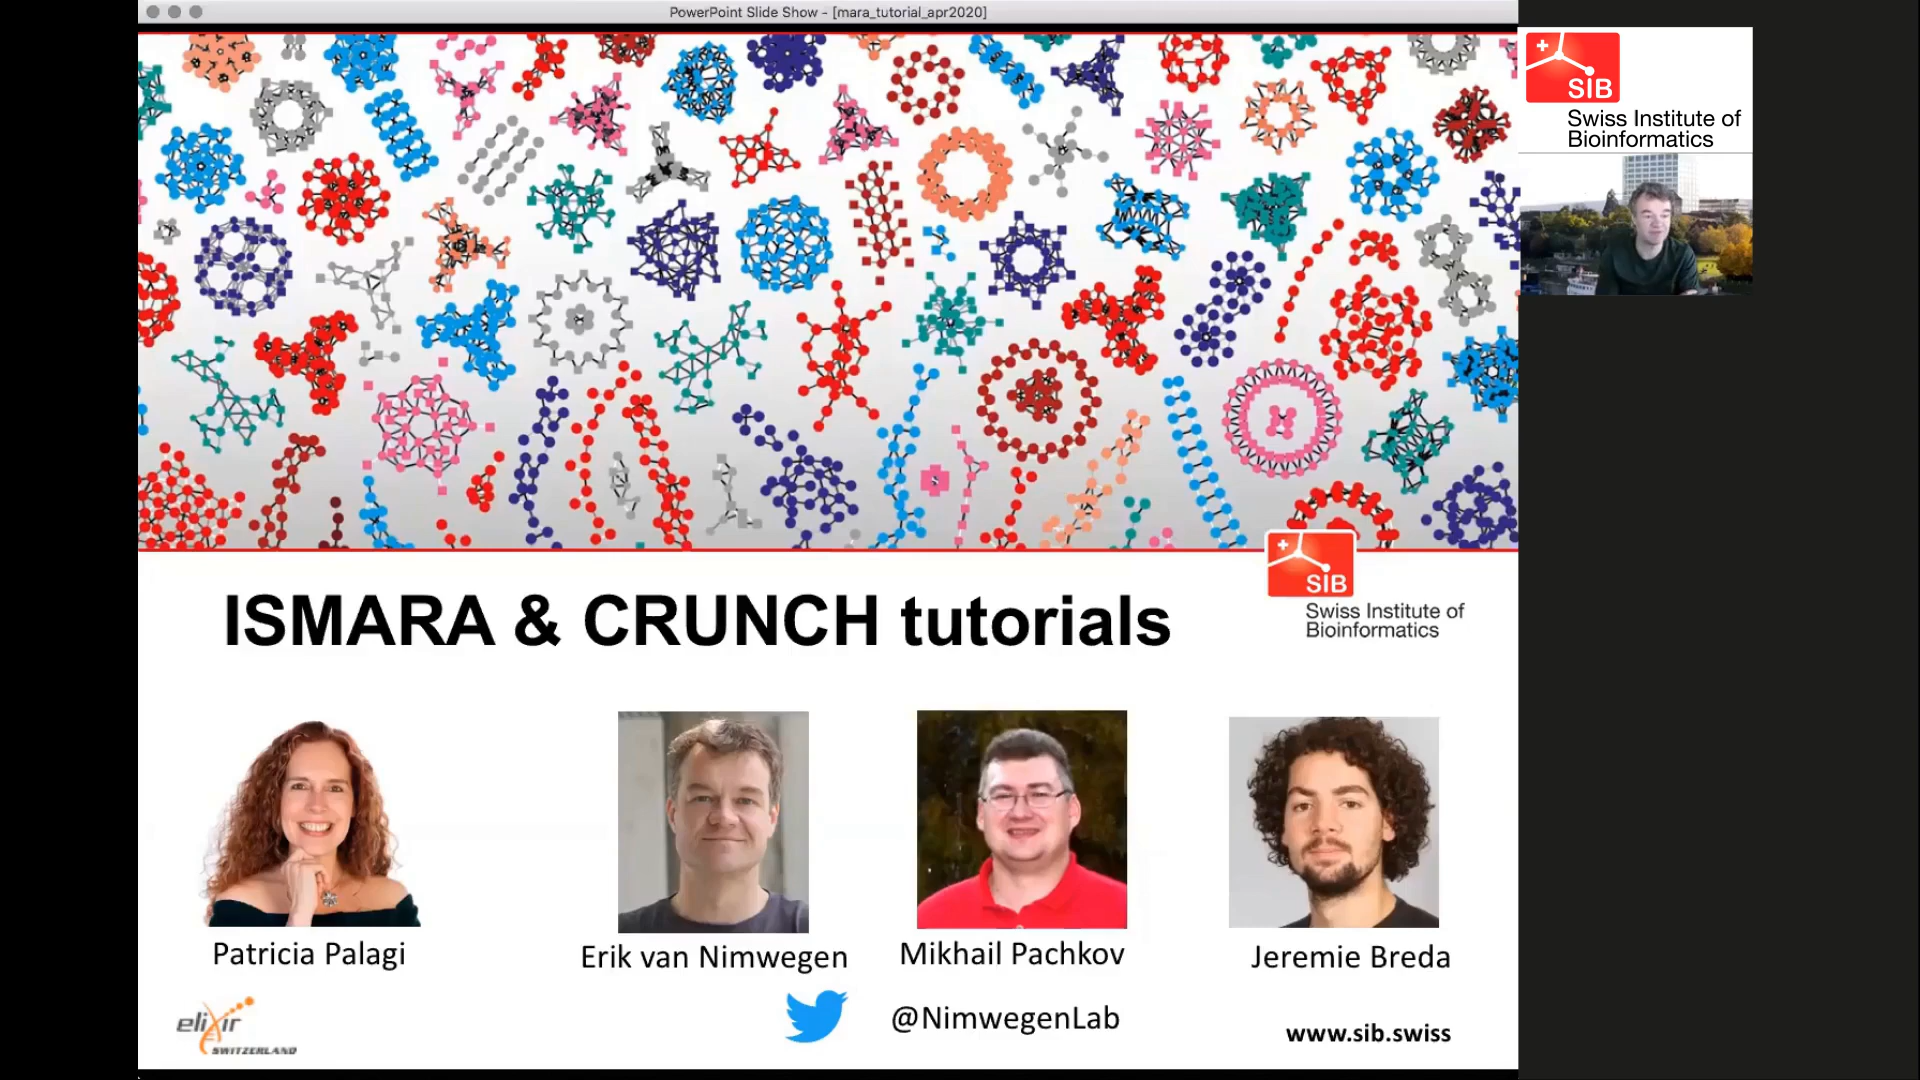 PowerPoint Slide Show - [mara_tutorial_apr2020]
SIB
Swiss Institute of
Bioinformatics
ISMARA & CRUNCH tutorials
SIB
Swiss Institute of
Bioinformatics
Patricia Palagi
Erik van Nimwegen
Mikhail Pachkov
Jeremie Breda
elixir
SWITZERLAND
@NimwegenLab
www.sib.swiss